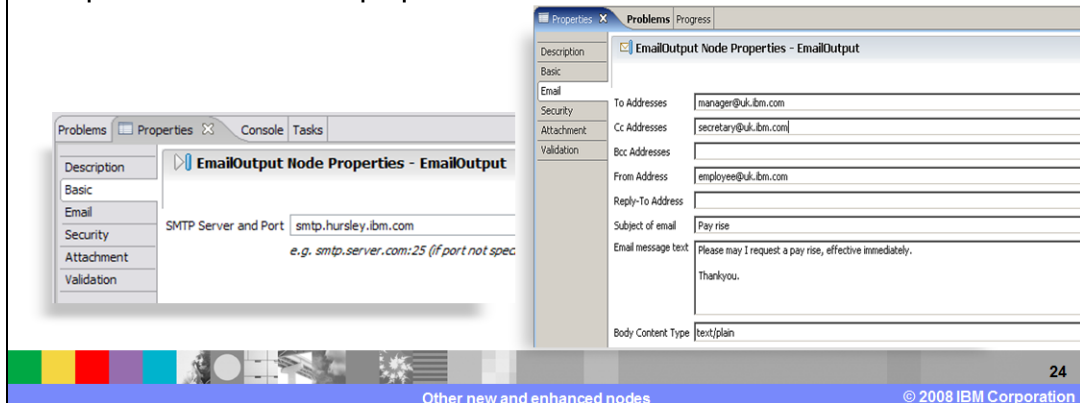 Problems Properties Console Tasks
Description
Basic
Email
Security
Attachment
Validation
EmailOutput Node Properties - EmailOutput
SMTP Server and Port smtp.hursley.ibm.com
e.g. smtp.server.com:25 (if port not spec
Properties Problems Progress
Description
Basic
Email
Security
Attachment
Validation
EmailOutput Node Properties - EmailOutput
To Addresses manager@uk.ibm.com
Cc Addresses secretary@uk.ibm.com
Bcc Addresses
From Address employee@uk.ibm.com
Reply-To Address
Subject of email Pay rise
Email message text Please may I request a pay rise, effective immediately.
Thankyou.
Body Content Type text/plain
24
Other new and enhanced nodes © 2008 IBM Corporation